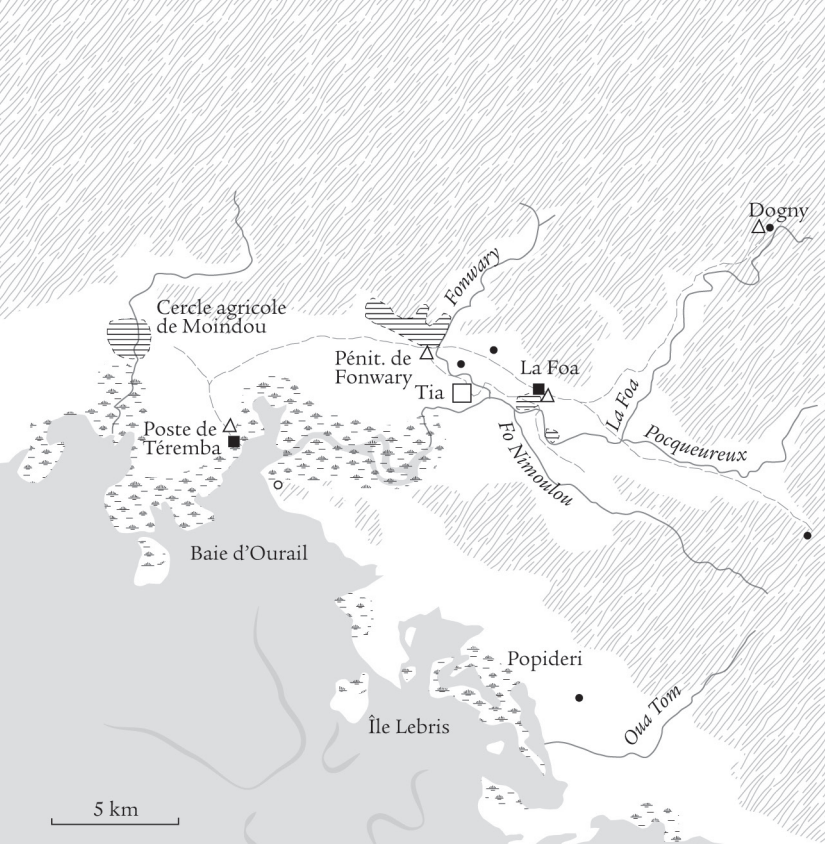 Dogny
Fonwary
Cercle agricole
de Moindou
Pénit. de
Fonwary
La Foa
Tia
La Foa
Poste de
Téremba
Pocqueureux
Fo Nimoulou
Baie d'Ourail
Popideri
Oua Tom
Île Lebris
5 km